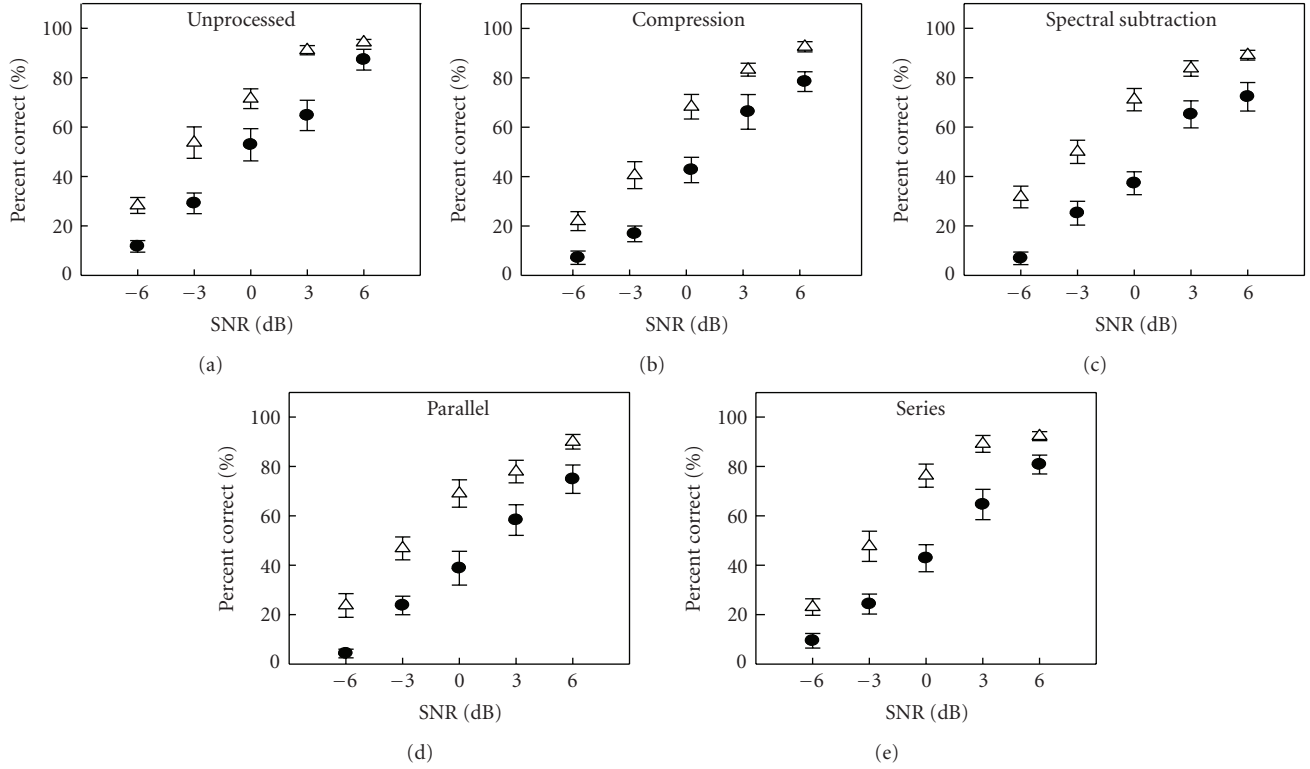 Unprocessed
100
80
60
40
20
0
Percent correct (%)
−6 −3 0 3 6
SNR (dB)
(a)
Compression
100
80
60
40
20
0
Percent correct (%)
−6 −3 0 3 6
SNR (dB)
(b)
Spectral subtraction
100
80
60
40
20
0
Percent correct (%)
−6 −3 0 3 6
SNR (dB)
(c)
Parallel
100
80
60
40
20
0
Percent correct (%)
−6 −3 0 3 6
SNR (dB)
(d)
Series
100
80
60
40
20
0
Percent correct (%)
−6 −3 0 3 6
SNR (dB)
(e)